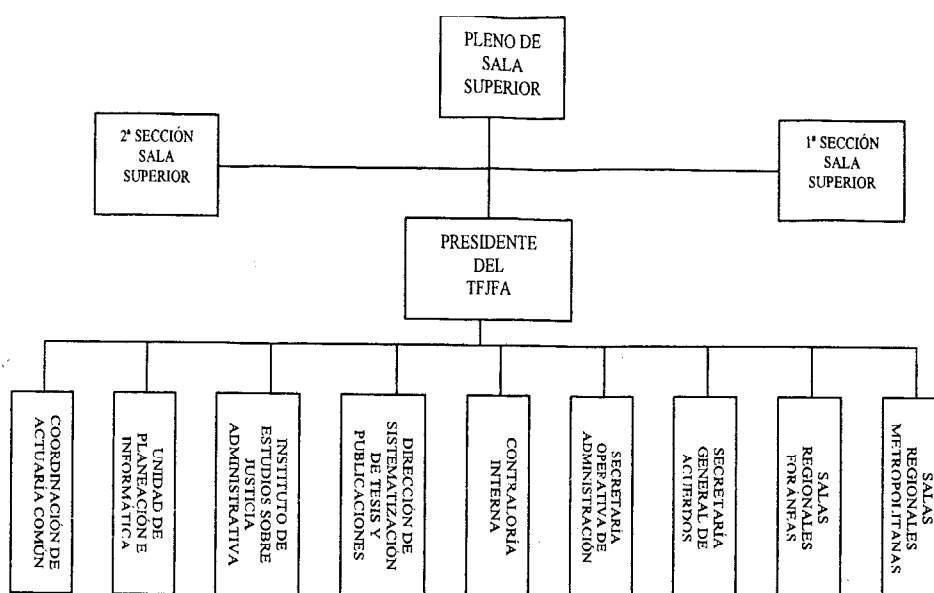 PLENO DE
SALA
SUPERIOR
2ª SECCIÓN
SALA
SUPERIOR
1ª SECCIÓN
SALA
SUPERIOR
PRESIDENTE
DEL
TFJFA
COORDINACIÓN DE
ACTUARÍA COMÚN
UNIDAD DE
PLANEACIÓN E
INFORMÁTICA
INSTITUTO DE
ESTUDIOS SOBRE
JUSTICIA
ADMINISTRATIVA
DIRECCIÓN DE
SISTEMATIZACIÓN
DE TESIS Y
PUBLICACIONES
CONTRALORÍA
INTERNA
SECRETARÍA
OPERATIVA DE
ADMINISTRACIÓN
SECRETARÍA
GENERAL DE
ACUERDOS
SALAS
REGIONALES
FORÁNEAS
SALAS
REGIONALES
METROPOLITANAS